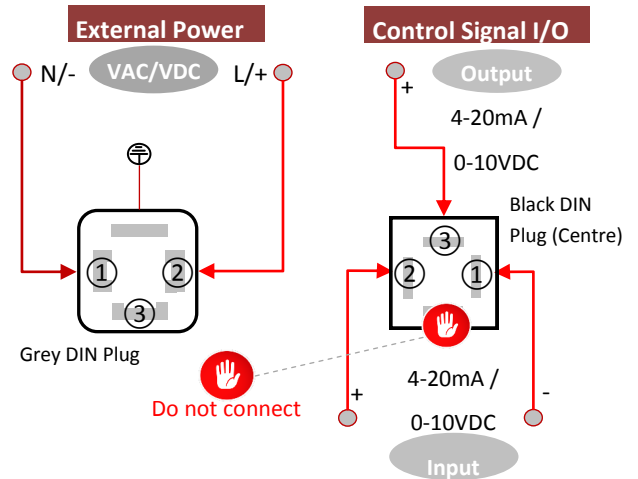 External Power
N/-
VAC/VDC
L/+
1
2
3
Grey DIN Plug
Do not connect
Control Signal I/O
Output
+
4-20mA /
0-10VDC
Black DIN
Plug (Centre)
3
2
1
+
4-20mA /
0-10VDC
-
Input